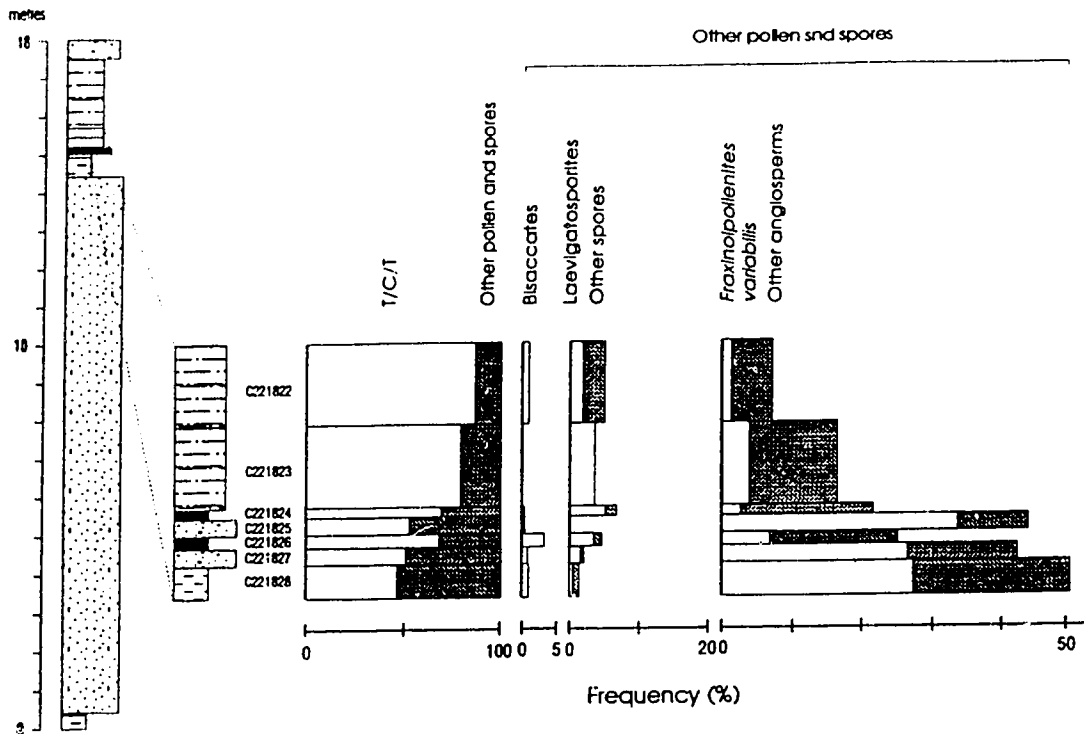 metres
18
10
Other pollen snd spores
T/C/T
Other pollen and spores
Bisaccates
Laevigatosporites
Other spores
Fraxinoipollenites
variabilis
Other angiosperms
C221822
C221823
C221824
C221825
C221826
C221827
C221828
0 100 0 5 0 20 0 50
Frequency (%)